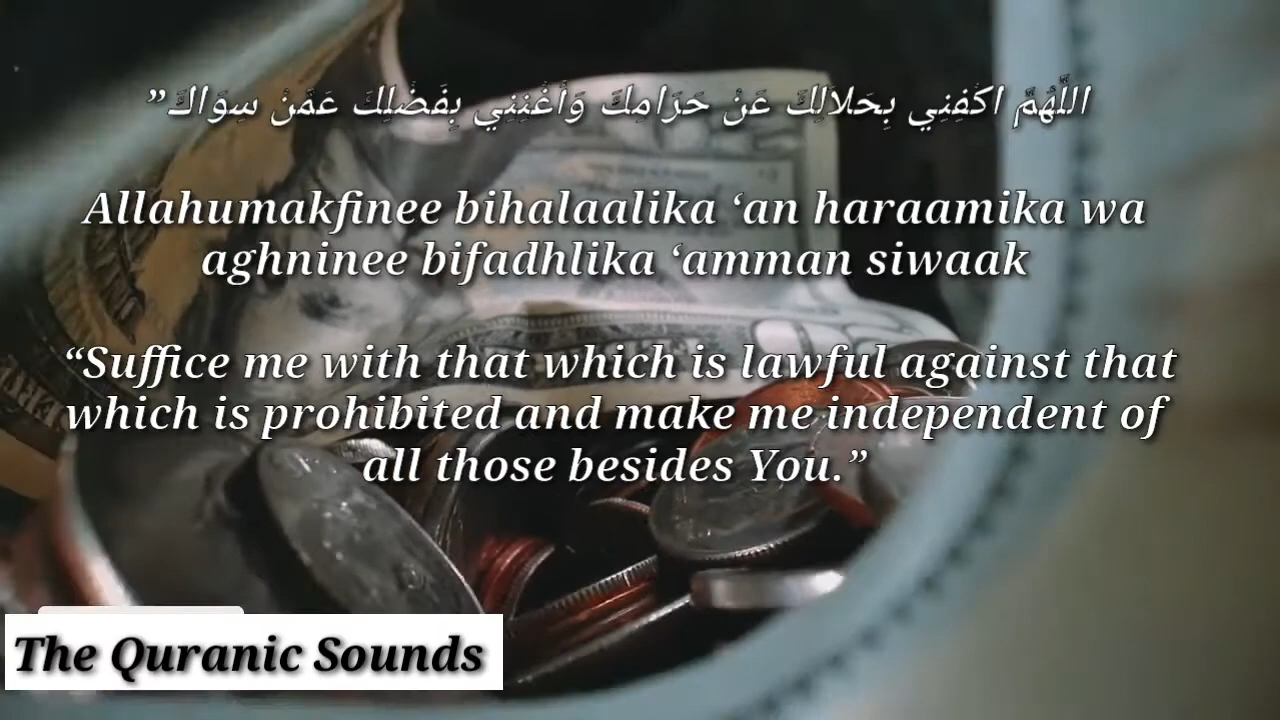 اللَّهُمَّ اكْفِنِي بِحَلالِكَ عَنْ حَرَامِكَ وَأَغْنِنِي بِفَضْلِكَ عَمَّنْ سِوَاكَ”
Allahumakfinee bihalaalika ‘an haraamika wa
aghninee bifadhlika ‘amman siwaak
“Suffice me with that which is lawful against that
which is prohibited and make me independent of
all those besides You.”
The Quranic Sounds